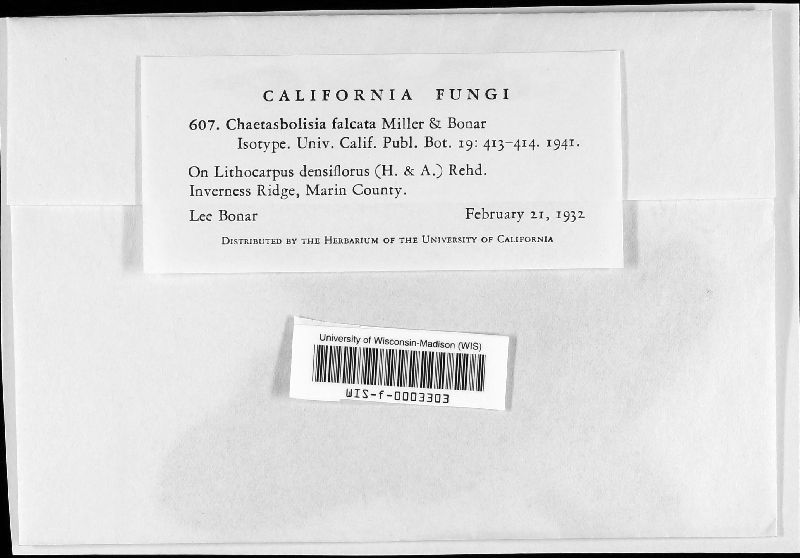 CALIFORNIA FUNGI
607. Chaetasbolisia falcata Miller & Bonar
Isotype. Univ. Calif. Publ. Bot. 19: 413-414. 1941.
On Lithocarpus densiflorus (H. & A.) Rehd.
Inverness Ridge, Marin County.
Lee Bonar February 21, 1932
Distributed by the Herbarium of the University of California
University of Wisconsin-Madison (WIS)
WIS-f-0003303